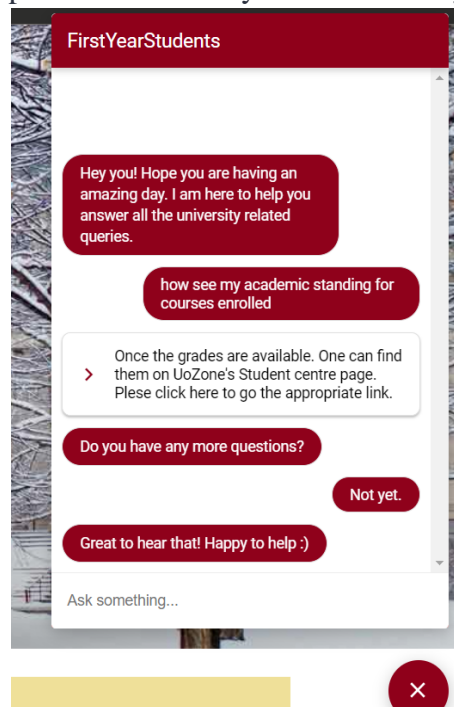 FirstYearStudents
Hey you! Hope you are having an
amazing day. I am here to help you
answer all the university related
queries.
how see my academic standing for
courses enrolled
Once the grades are available. One can find
them on UoZone's Student centre page.
Plese click here to go the appropriate link.
Do you have any more questions?
Not yet.
Great to hear that! Happy to help :)
Ask something...